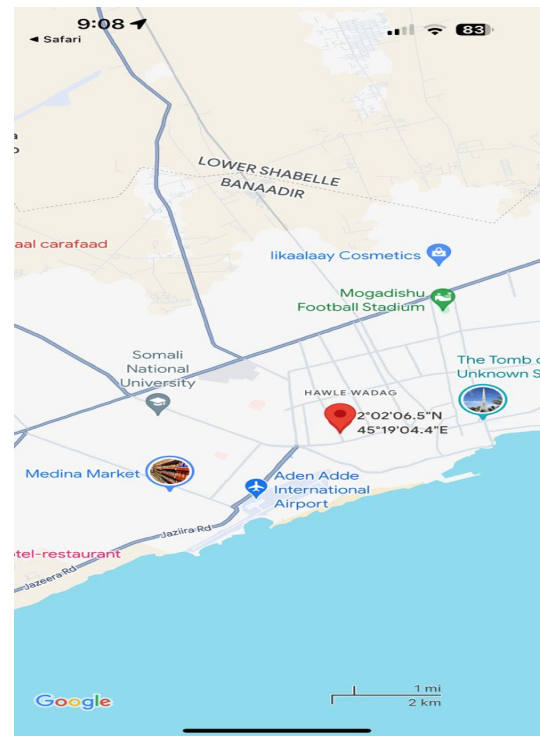 9:08
83
◄ Safari
LOWER SHABELLE
BANAADIR
aal carafaad
likaalaay Cosmetics
Mogadishu
Football Stadium
Somali
National
University
The Tomb o
Unknown S
HAWLE WADAG
2°02'06.5"N
45°19'04.4"E
Medina Market
Aden Adde
International
Airport
Jaziira Rd
otel-restaurant
Jazeera Rd
Google
1 mi
2 km